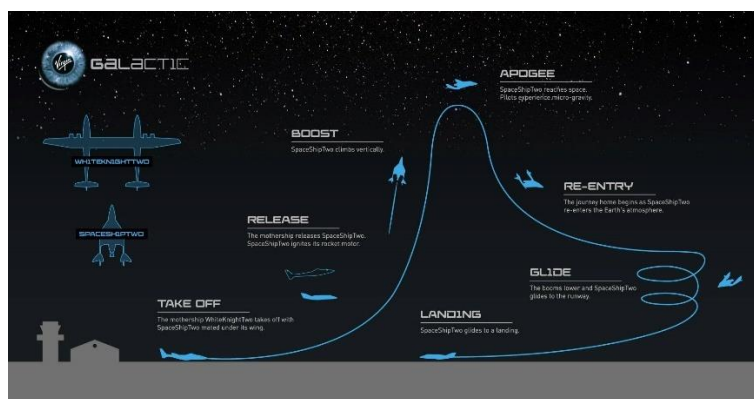 Virgin GALACTIC
APOGEE
SpaceShipTwo reaches space.
Pilots experience micro-gravity.
BOOST
SpaceShipTwo climbs vertically.
WHITEKNIGHTTWO
RE-ENTRY
The journey home begins as SpaceShipTwo
re-enters the Earth's atmosphere.
RELEASE
The mothership releases SpaceShipTwo.
SpaceShipTwo ignites its rocket motor.
SPACESHIPTWO
GLIDE
The booms lower and SpaceShipTwo
glides to the runway.
TAKE OFF
The mothership WhiteKnightTwo takes off with
SpaceShipTwo mated under its wing.
LANDING
SpaceShipTwo glides to a landing.